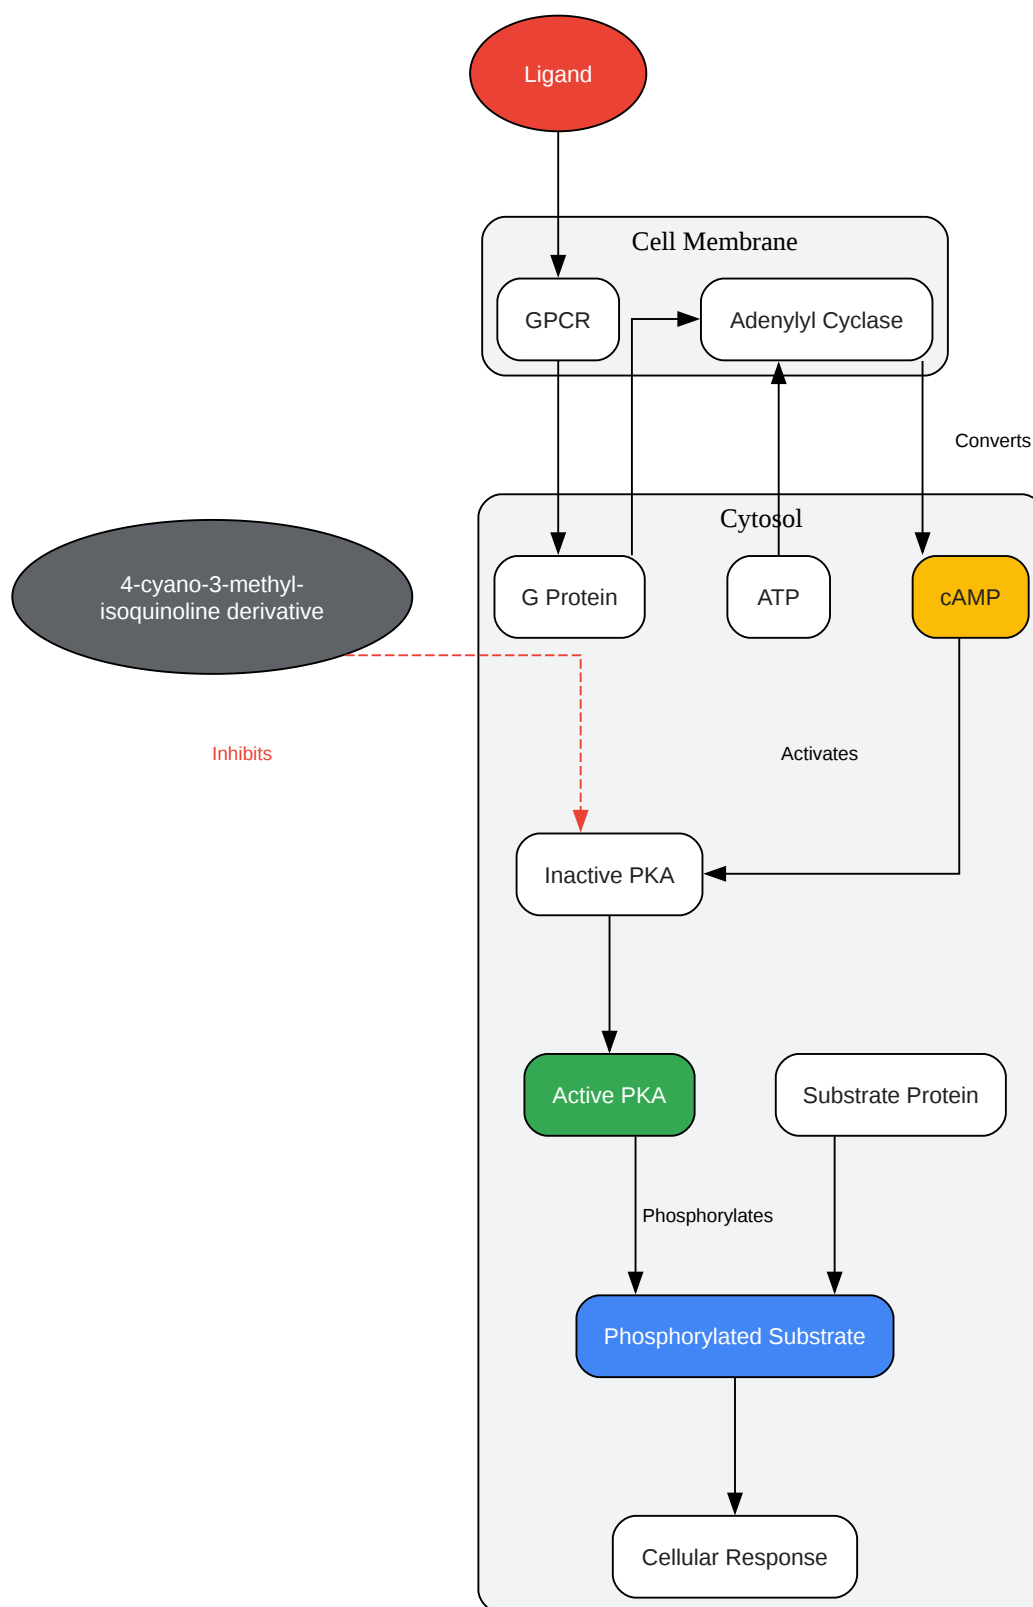 Ligand
Cell Membrane
GPCR
Adenylyl Cyclase
Converts
Cytosol
4-cyano-3-methyl-
isoquinoline derivative
G Protein
ATP
cAMP
Inhibits
Activates
Inactive PKA
Active PKA
Substrate Protein
Phosphorylates
Phosphorylated Substrate
Cellular Response